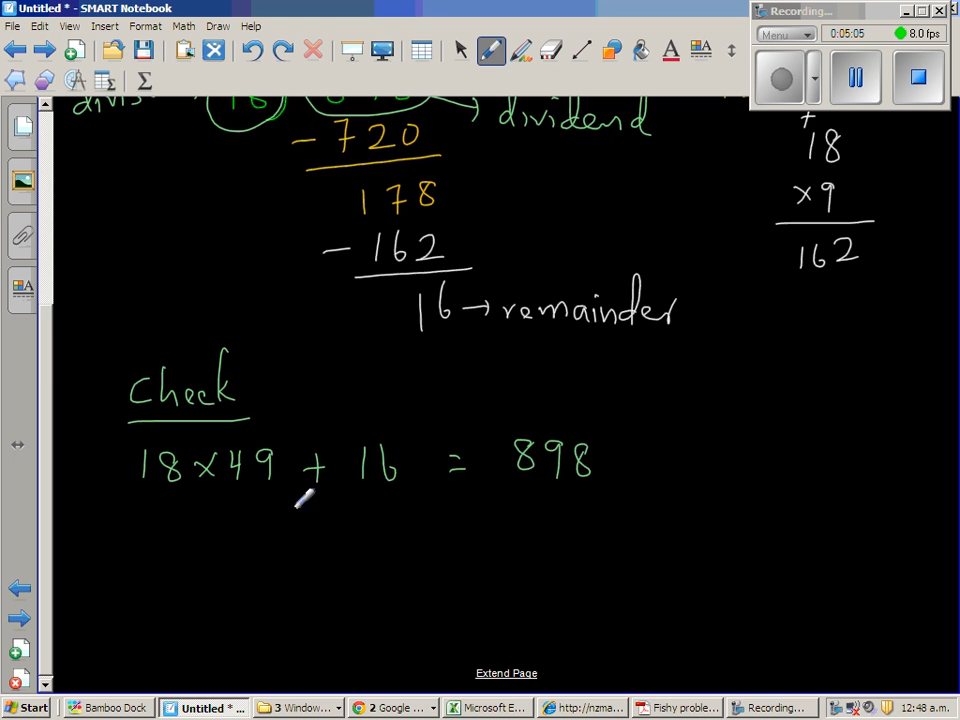 Untitled * - SMART Notebook
Recording...
File Edit View Insert Format Math Draw Help
Menu
0:05:05
8.0 fps
18
dividend
- 720
178
- 162
16 → remainder
+
18
×9
162
Check
18×49 + 16 = 898
Extend Page
Start
Bamboo Dock
Untitled * ...
3 Window...
2 Google ...
Microsoft E...
http://nzma...
Fishy proble...
Recording...
12:48 a.m.